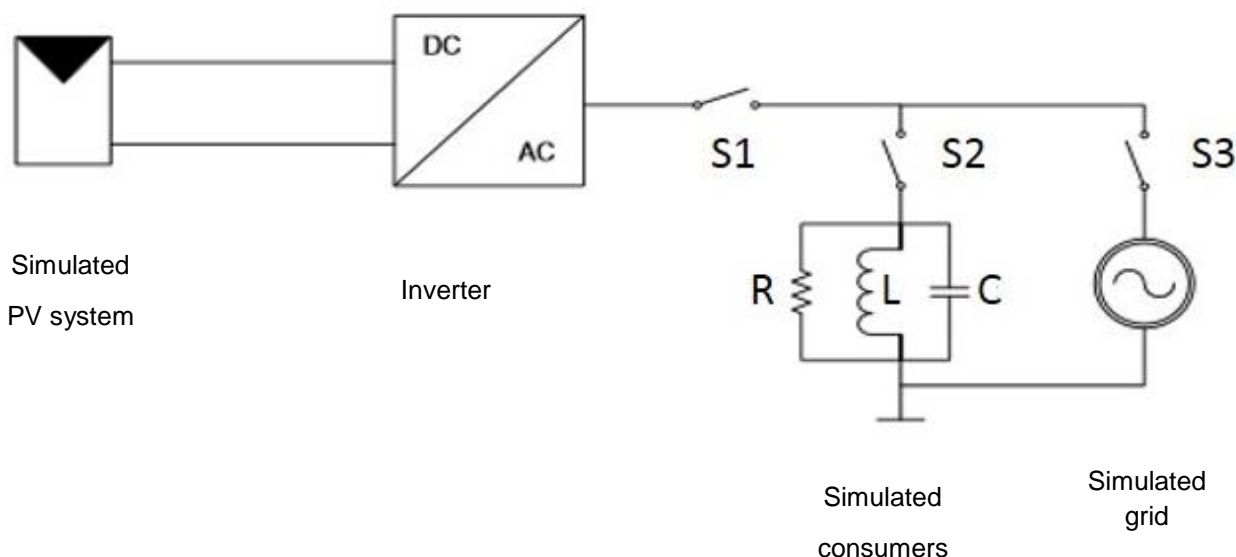 DC
AC
S1
S2
S3
R
L
C
Simulated
PV system
Inverter
Simulated
consumers
Simulated
grid